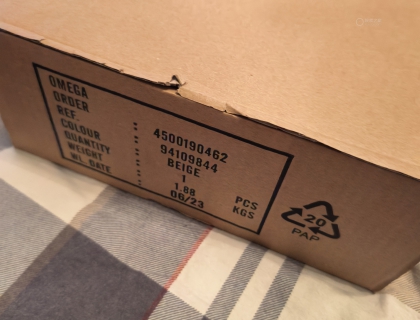 OMEGA
ORDER : 4500190462
REF. : 94109844
COLOUR : BEIGE
QUANTITY : 1 PCS
WEIGHT : 1.88 KGS
WL. DATE : 06/23
20
PAP